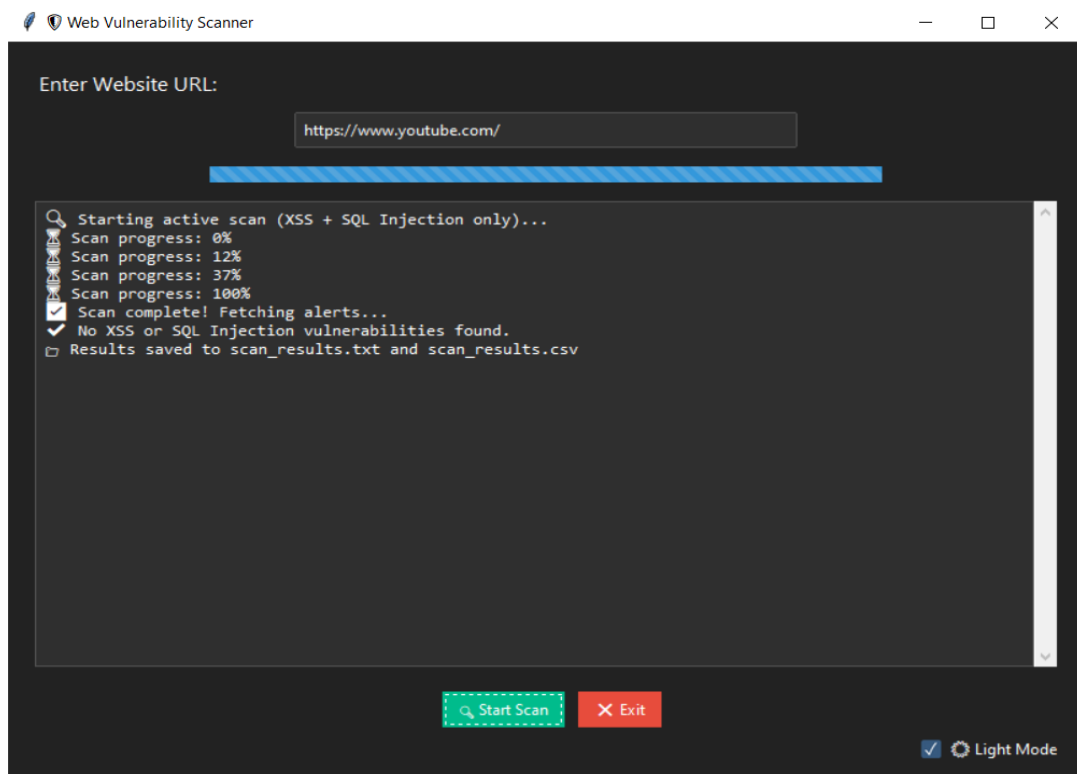 Web Vulnerability Scanner
Enter Website URL:
https://www.youtube.com/
Starting active scan (XSS + SQL Injection only)...
Scan progress: 0%
Scan progress: 12%
Scan progress: 37%
Scan progress: 100%
Scan complete! Fetching alerts...
No XSS or SQL Injection vulnerabilities found.
Results saved to scan_results.txt and scan_results.csv
Start Scan
Exit
Light Mode